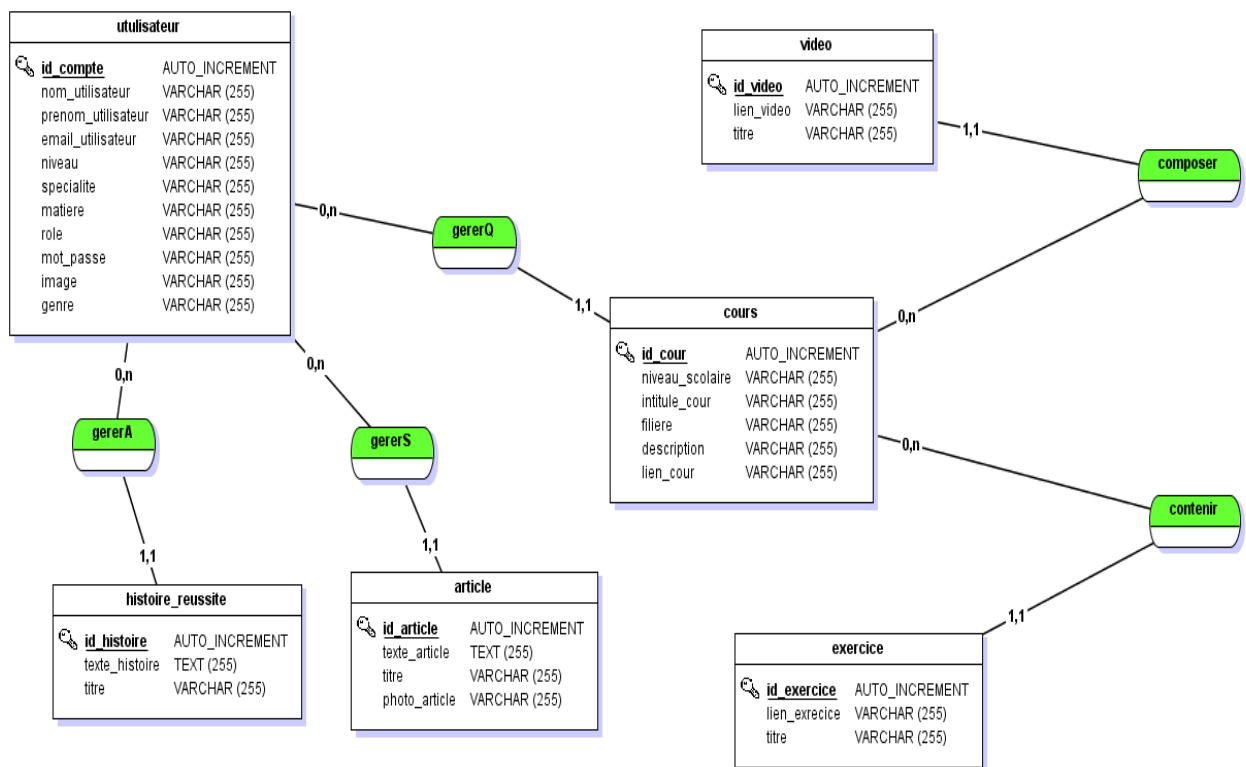 utulisateur
id_compte AUTO_INCREMENT
nom_utilisateur VARCHAR (255)
prenom_utilisateur VARCHAR (255)
email_utilisateur VARCHAR (255)
niveau VARCHAR (255)
specialite VARCHAR (255)
matiere VARCHAR (255)
role VARCHAR (255)
mot_passe VARCHAR (255)
image VARCHAR (255)
genre VARCHAR (255)
video
id_video AUTO_INCREMENT
lien_video VARCHAR (255)
titre VARCHAR (255)
1,1
composer
0,n
gererQ
1,1
cours
id_cour AUTO_INCREMENT
niveau_scolaire VARCHAR (255)
intitule_cour VARCHAR (255)
filiere VARCHAR (255)
description VARCHAR (255)
lien_cour VARCHAR (255)
0,n
0,n
0,n
gererA
gererS
0,n
contenir
1,1
1,1
1,1
histoire_reussite
id_histoire AUTO_INCREMENT
texte_histoire TEXT (255)
titre VARCHAR (255)
article
id_article AUTO_INCREMENT
texte_article TEXT (255)
titre VARCHAR (255)
photo_article VARCHAR (255)
exercice
id_exercice AUTO_INCREMENT
lien_exrecice VARCHAR (255)
titre VARCHAR (255)